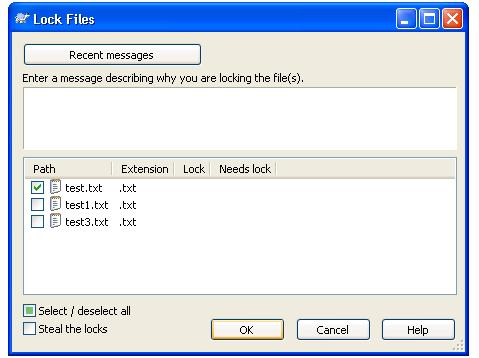 Lock Files
Recent messages
Enter a message describing why you are locking the file(s).
Path Extension Lock Needs lock
test.txt .txt
test1.txt .txt
test3.txt .txt
Select / deselect all
Steal the locks
OK Cancel Help